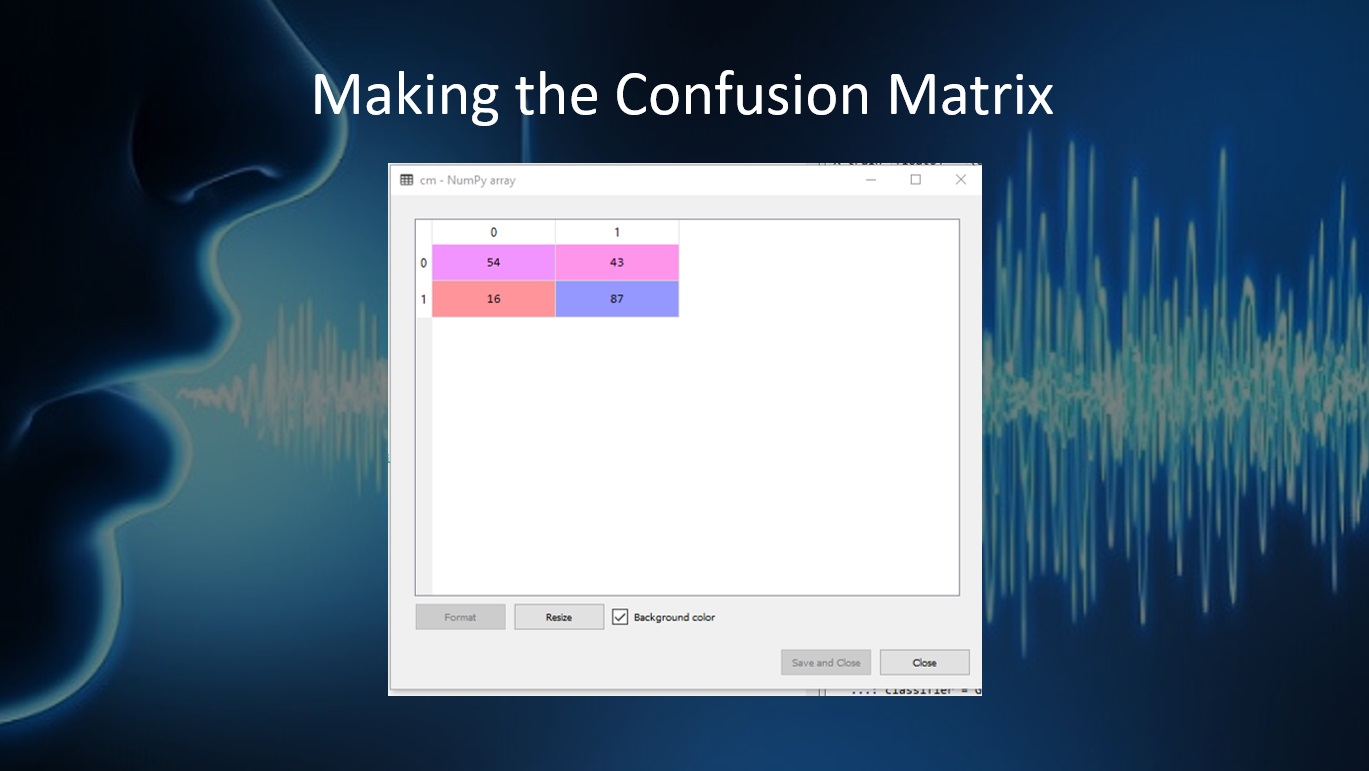 Making the Confusion Matrix
cm - NumPy array
0 1
0 54 43
1 16 87
Format Resize Background color
Save and Close Close
...: classifier = G